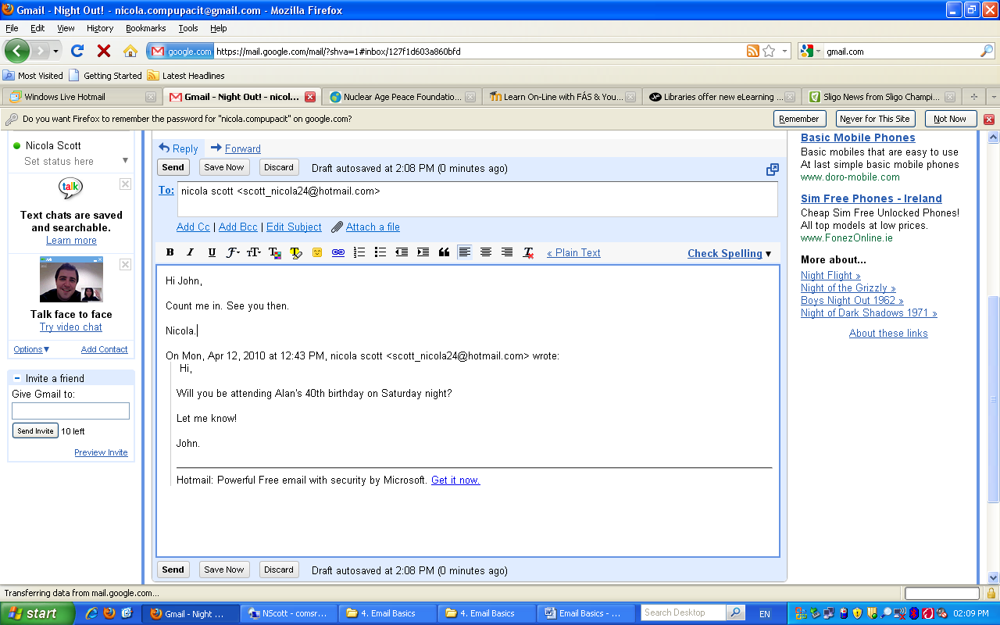 Gmail - Night Out! - nicola.compupacit@gmail.com - Mozilla Firefox
File Edit View History Bookmarks Tools Help
google.com https://mail.google.com/mail/?shva=1#inbox/127f1d603a860bfd gmail.com
Most Visited Getting Started Latest Headlines
Windows Live Hotmail Gmail - Night Out! - nicol... Nuclear Age Peace Foundatio... Learn On-Line with FÁS & You... Libraries offer new eLearning ... Sligo News from Sligo Champi...
Do you want Firefox to remember the password for "nicola.compupacit" on google.com? Remember Never for This Site Not Now
Nicola Scott
Set status here
talk
Text chats are saved
and searchable.
Learn more
Talk face to face
Try video chat
Options Add Contact
Invite a friend
Give Gmail to:
Send Invite 10 left
Preview Invite
Reply Forward
Send Save Now Discard Draft autosaved at 2:08 PM (0 minutes ago)
To: nicola scott <scott_nicola24@hotmail.com>
Add Cc | Add Bcc | Edit Subject Attach a file
B I U « Plain Text Check Spelling
Hi John,
Count me in. See you then.
Nicola.
On Mon, Apr 12, 2010 at 12:43 PM, nicola scott <scott_nicola24@hotmail.com> wrote:
Hi,
Will you be attending Alan's 40th birthday on Saturday night?
Let me know!
John.
Hotmail: Powerful Free email with security by Microsoft. Get it now.
Send Save Now Discard Draft autosaved at 2:08 PM (0 minutes ago)
Basic Mobile Phones
Basic mobiles that are easy to use
At last simple basic mobile phones
www.doro-mobile.com
Sim Free Phones - Ireland
Cheap Sim Free Unlocked Phones!
All top models at low prices.
www.FonezOnline.ie
More about...
Night Flight »
Night of the Grizzly »
Boys Night Out 1962 »
Night of Dark Shadows 1971 »
About these links
Transferring data from mail.google.com...
start Gmail - Night ... NScott - comsr... 4. Email Basics 4. Email Basics Email Basics - ... Search Desktop EN 02:09 PM